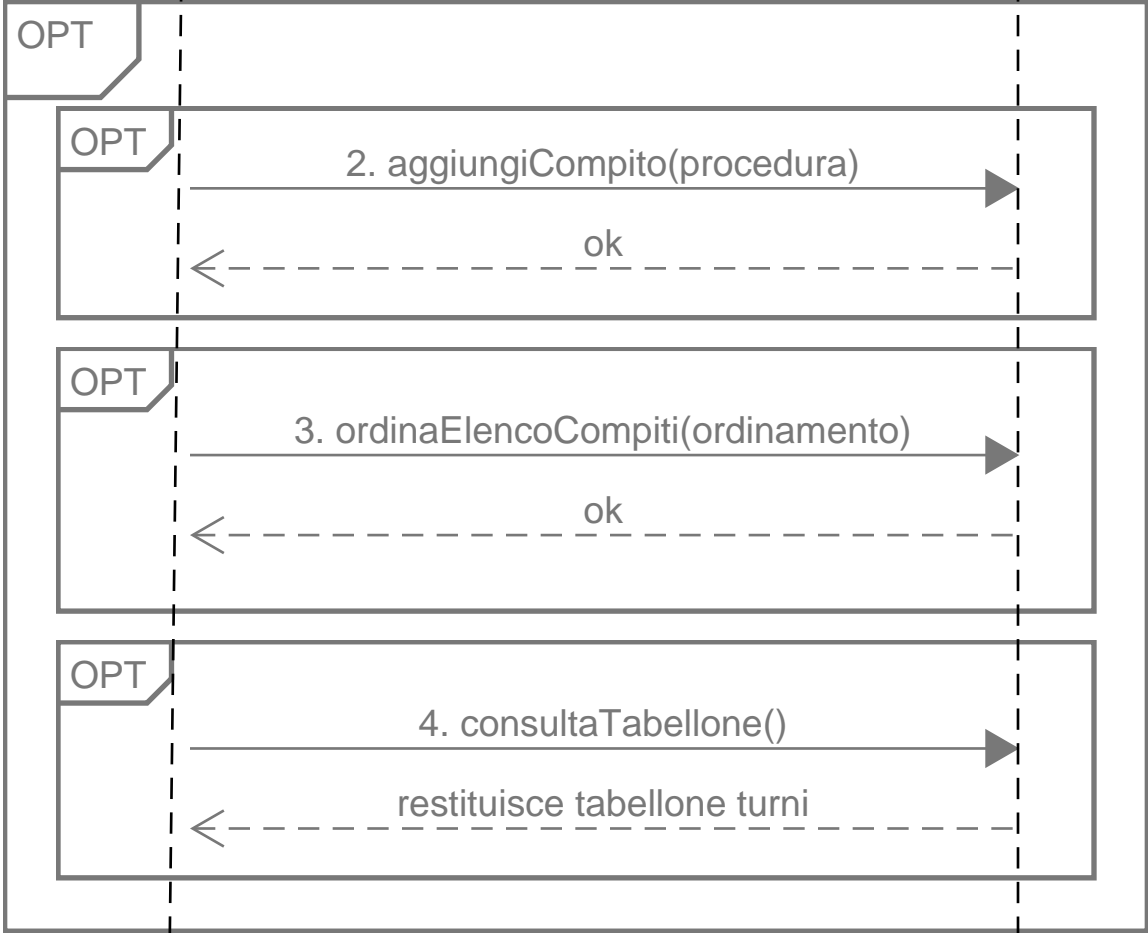 OPT
OPT
2. aggiungiCompito(procedura)
ok
OPT
3. ordinaElencoCompiti(ordinamento)
ok
OPT
4. consultaTabellone()
restituisce tabellone turni